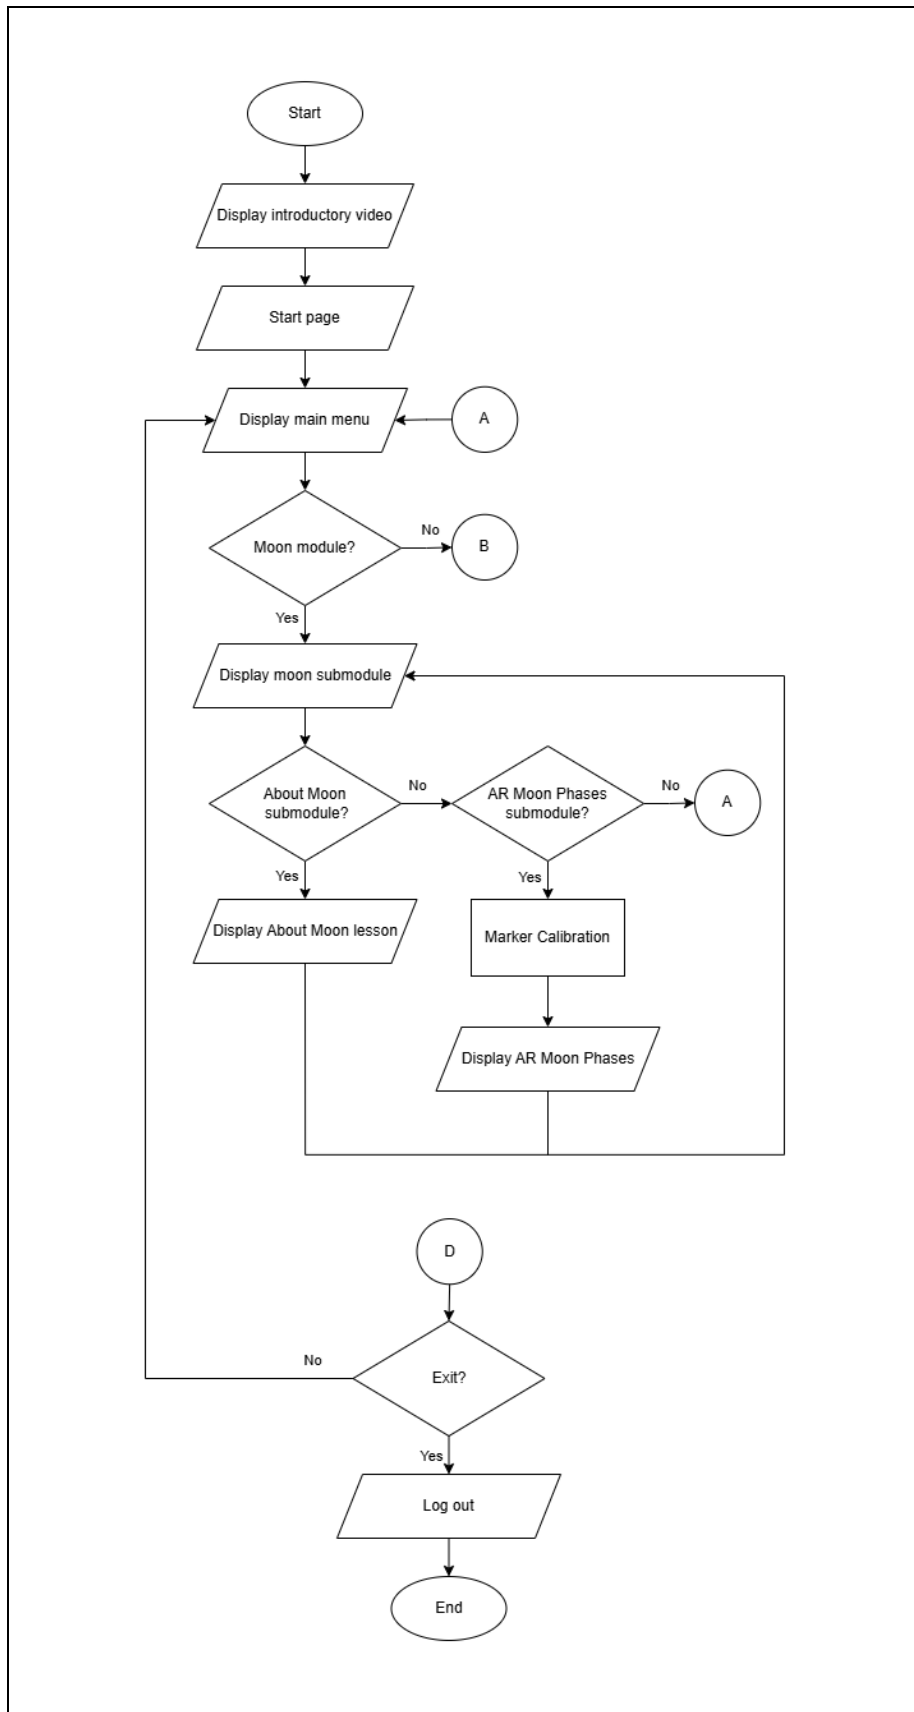 Start
Display introductory video
Start page
Display main menu
A
Moon module?
No
B
Yes
Display moon submodule
About Moon
submodule?
No
AR Moon Phases
submodule?
No
A
Yes
Display About Moon lesson
Yes
Marker Calibration
Display AR Moon Phases
D
Exit?
No
Yes
Log out
End